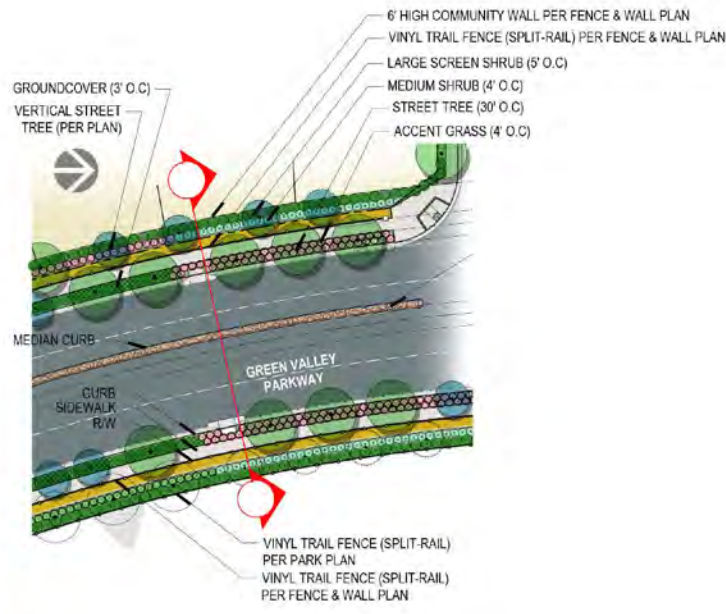 6' HIGH COMMUNITY WALL PER FENCE & WALL PLAN
VINYL TRAIL FENCE (SPLIT-RAIL) PER FENCE & WALL PLAN
LARGE SCREEN SHRUB (5' O.C)
MEDIUM SHRUB (4' O.C)
STREET TREE (30' O.C)
ACCENT GRASS (4' O.C)
GROUNDCOVER (3' O.C)
VERTICAL STREET
TREE (PER PLAN)
MEDIAN CURB
GREEN VALLEY
PARKWAY
CURB
SIDEWALK
R/W
VINYL TRAIL FENCE (SPLIT-RAIL)
PER PARK PLAN
VINYL TRAIL FENCE (SPLIT-RAIL)
PER FENCE & WALL PLAN